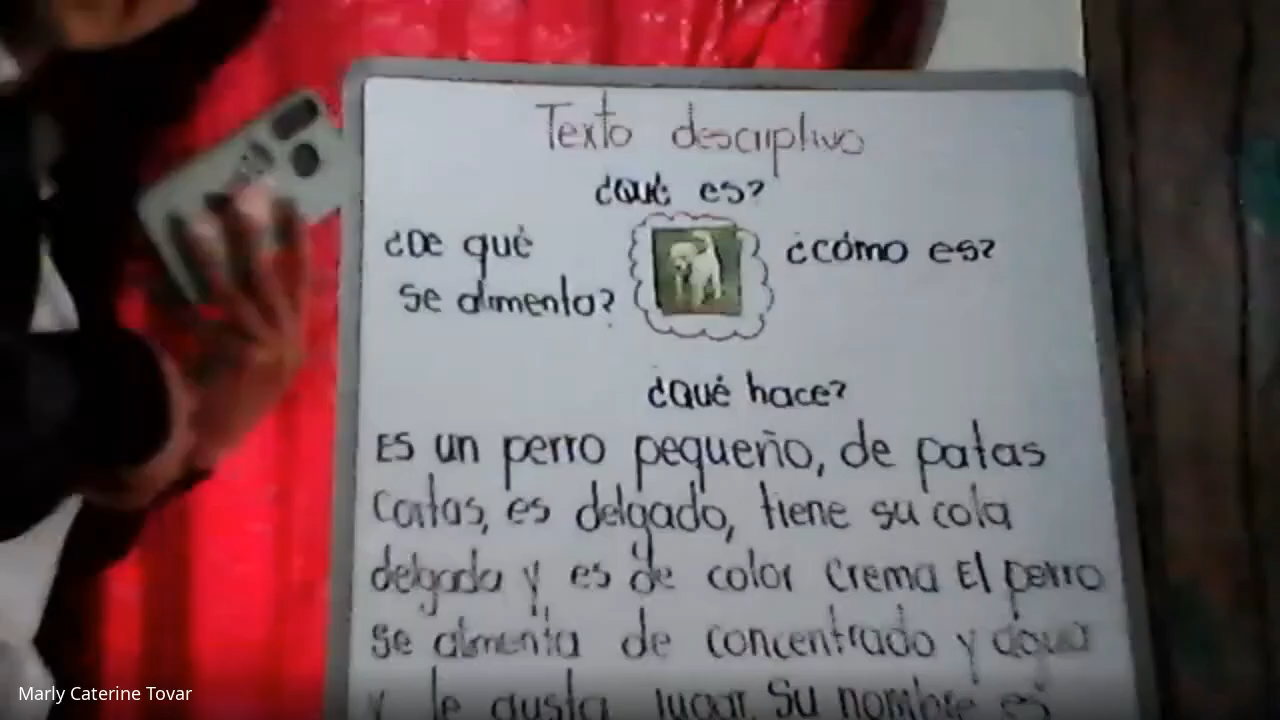 Texto descriptivo
¿Qué es?
¿De qué
se alimenta?
¿cómo es?
¿Qué hace?
Es un perro pequeño, de patas
cortas, es delgado, tiene su cola
delgada y es de color crema El perro
se alimenta de concentrado y agua
y le gusta jugar. Su nombre es
Marly Caterine Tovar